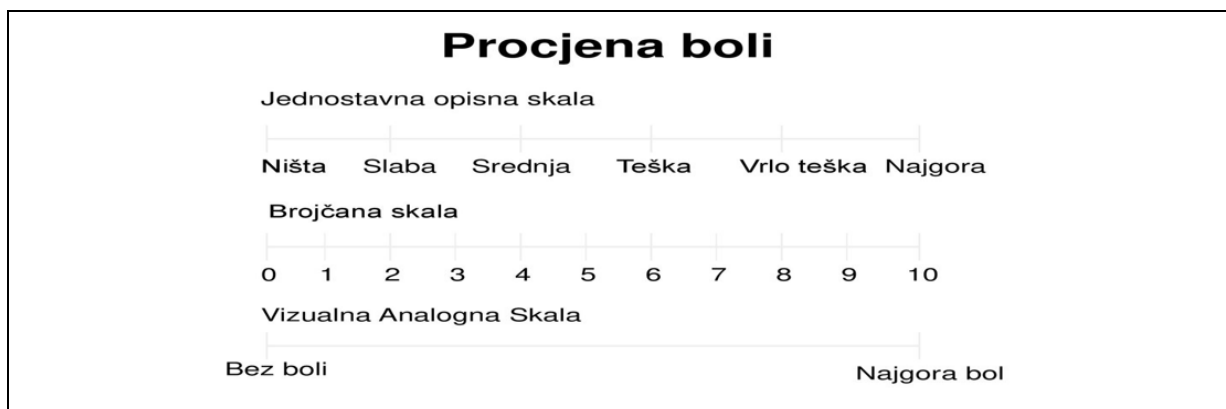 Procjena boli
Jednostavna opisna skala
Ništa Slaba Srednja Teška Vrlo teška Najgora
Brojčana skala
0 1 2 3 4 5 6 7 8 9 10
Vizualna Analogna Skala
Bez boli Najgora bol